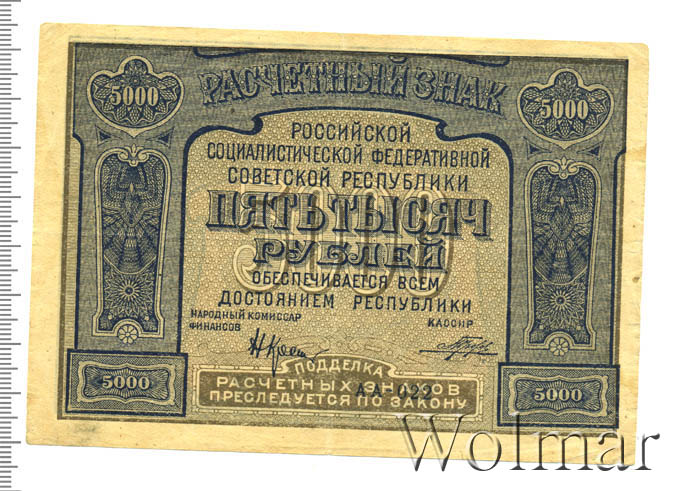 РАСЧЕТНЫЙ ЗНАК
5000 5000
РОССИЙСКОЙ
СОЦИАЛИСТИЧЕСКОЙ ФЕДЕРАТИВНОЙ
СОВЕТСКОЙ РЕСПУБЛИКИ
5000
ПЯТЬ ТЫСЯЧ
РУБЛЕЙ
ОБЕСПЕЧИВАЕТСЯ ВСЕМ
ДОСТОЯНИЕМ РЕСПУБЛИКИ
НАРОДНЫЙ КОМИССАР
ФИНАНСОВ
КАССИР
5000 5000
ПОДДЕЛКА
РАСЧЕТНЫХ ЗНАКОВ
ПРЕСЛЕДУЕТСЯ ПО ЗАКОНУ
Wolmar